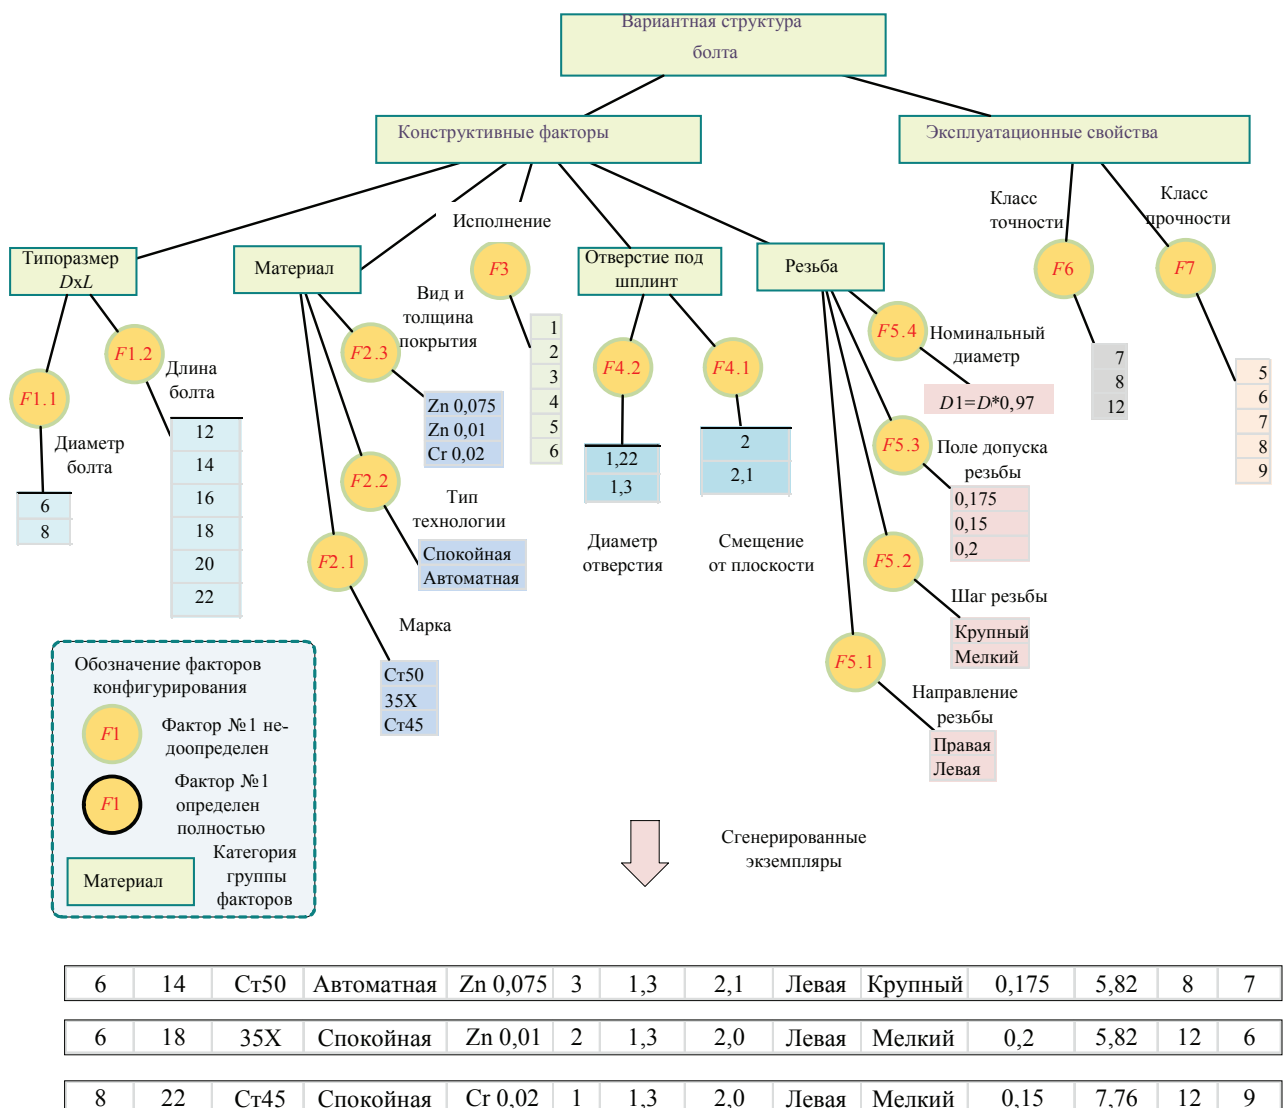 Вариантная структура
болта
Конструктивные факторы
Эксплуатационные свойства
Типоразмер
DxL
Материал
Исполнение
F3
Отверстие под
шплинт
Резьба
Класс
точности
F6
Класс
прочности
F7
F1.1
Диаметр
болта
6
8
F1.2
Длина
болта
12
14
16
18
20
22
F2.3
Вид и
толщина
покрытия
Zn 0,075
Zn 0,01
Cr 0,02
F2.2
Тип
технологии
Спокойная
Автоматная
F2.1
Марка
Ст50
35Х
Ст45
1
2
3
4
5
6
F4.2
1,22
1,3
Диаметр
отверстия
F4.1
2
2,1
Смещение
от плоскости
F5.4
Номинальный
диаметр
D1=D*0,97
F5.3
Поле допуска
резьбы
0,175
0,15
0,2
F5.2
Шаг резьбы
Крупный
Мелкий
F5.1
Направление
резьбы
Правая
Левая
7
8
12
5
6
7
8
9
Обозначение факторов
конфигурирования
F1
Фактор №1 не-
доопределен
F1
Фактор №1
определен
полностью
Материал
Категория
группы
факторов
Сгенерированные
экземпляры
6 14 Ст50 Автоматная Zn 0,075 3 1,3 2,1 Левая Крупный 0,175 5,82 8 7
6 18 35Х Спокойная Zn 0,01 2 1,3 2,0 Левая Мелкий 0,2 5,82 12 6
8 22 Ст45 Спокойная Cr 0,02 1 1,3 2,0 Левая Мелкий 0,15 7,76 12 9